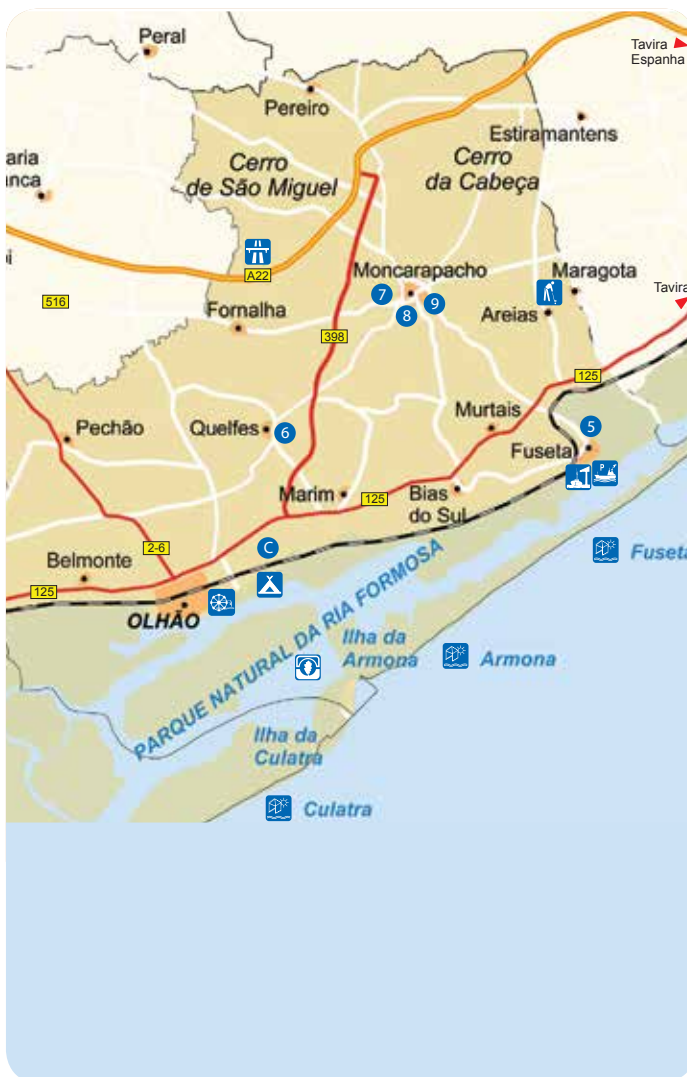 Peral
Tavira
Espanha
Pereiro
Estiramantens
aria
anca
Cerro
de São Miguel
Cerro
da Cabeça
A22
Moncarapacho
Maragota
516
Tavira
7
9
8
Areias
Fornalha
398
125
Pechão
Quelfes
6
Murtais
5
Fuseta
Marim
125
Bias
do Sul
P
2-6
C
Belmonte
Fuseta
125
OLHÃO
PARQUE NATURAL DA RIA FORMOSA
Ilha da
Armona
Armona
Ilha da
Culatra
Culatra